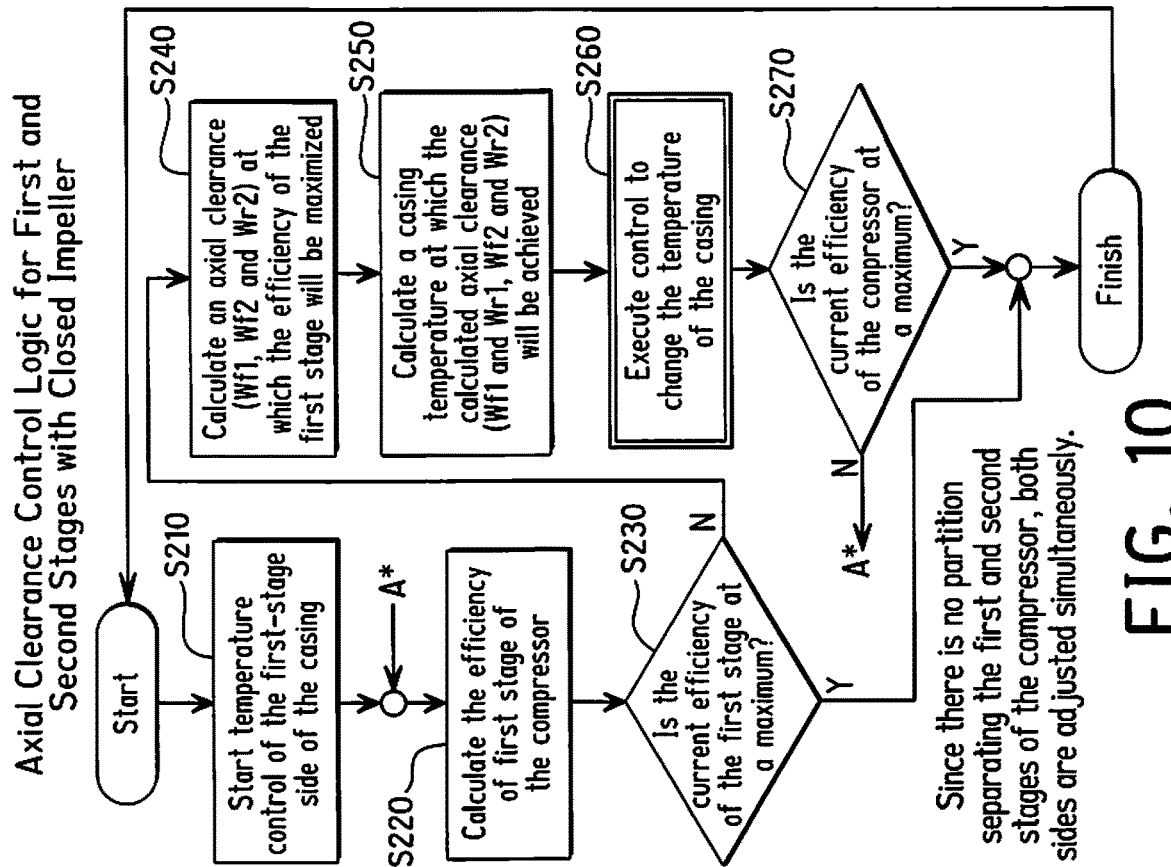 Axial Clearance Control Logic for First and
Second Stages with Closed Impeller
Start
S210
Start temperature
control of the first-stage
side of the casing
A*
S220
Calculate the efficiency
of first stage of
the compressor
S230
Is the
current efficiency
of the first stage at
a maximum?
N
Y
S240
Calculate an axial clearance
(Wf1, Wf2 and Wr2) at
which the efficiency of the
first stage will be maximized
S250
Calculate a casing
temperature at which the
calculated axial clearance
(Wf1 and Wr1, Wf2 and Wr2)
will be achieved
S260
Execute control to
change the temperature
of the casing
S270
Is the
current efficiency
of the conpressor at
a maximum?
N
A*
Y
Finish
Since there is no partition
separating the first and second
stages of the compressor, both
sides are adjusted simultaneously.
FIG. 10